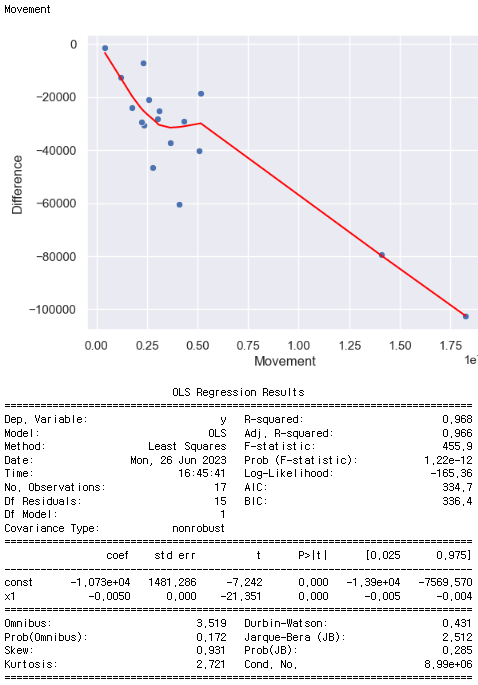 Movement
0
−20000
−40000
−60000
−80000
−100000
Difference
0.00 0.25 0.50 0.75 1.00 1.25 1.50 1.75
Movement
OLS Regression Results
Dep. Variable: y R-squared: 0.968
Model: OLS Adj. R-squared: 0.966
Method: Least Squares F-statistic: 455.9
Date: Mon, 26 Jun 2023 Prob (F-statistic): 1.22e-12
Time: 16:45:41 Log-Likelihood: -165.36
No. Observations: 17 AIC: 334.7
Df Residuals: 15 BIC: 336.4
Df Model: 1
Covariance Type: nonrobust
coef std err t P>|t| [0.025 0.975]
const -1.073e+04 1481.286 -7.242 0.000 -1.39e+04 -7569.570
x1 -0.0050 0.000 -21.351 0.000 -0.005 -0.004
Omnibus: 3.519 Durbin-Watson: 0.431
Prob(Omnibus): 0.172 Jarque-Bera (JB): 2.512
Skew: 0.931 Prob(JB): 0.285
Kurtosis: 2.721 Cond. No. 8.99e+06